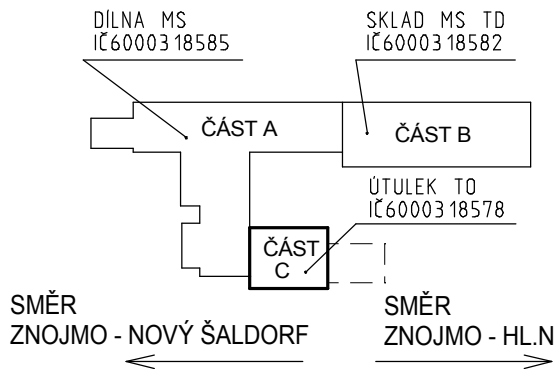 DÍLNA MS
IČ6000318585
SKLAD MS TD
IČ6000318582
ČÁST A
ČÁST B
ÚTULEK TO
IČ6000318578
ČÁST
C
SMĚR
ZNOJMO - NOVÝ ŠALDORF
SMĚR
ZNOJMO - HL.N